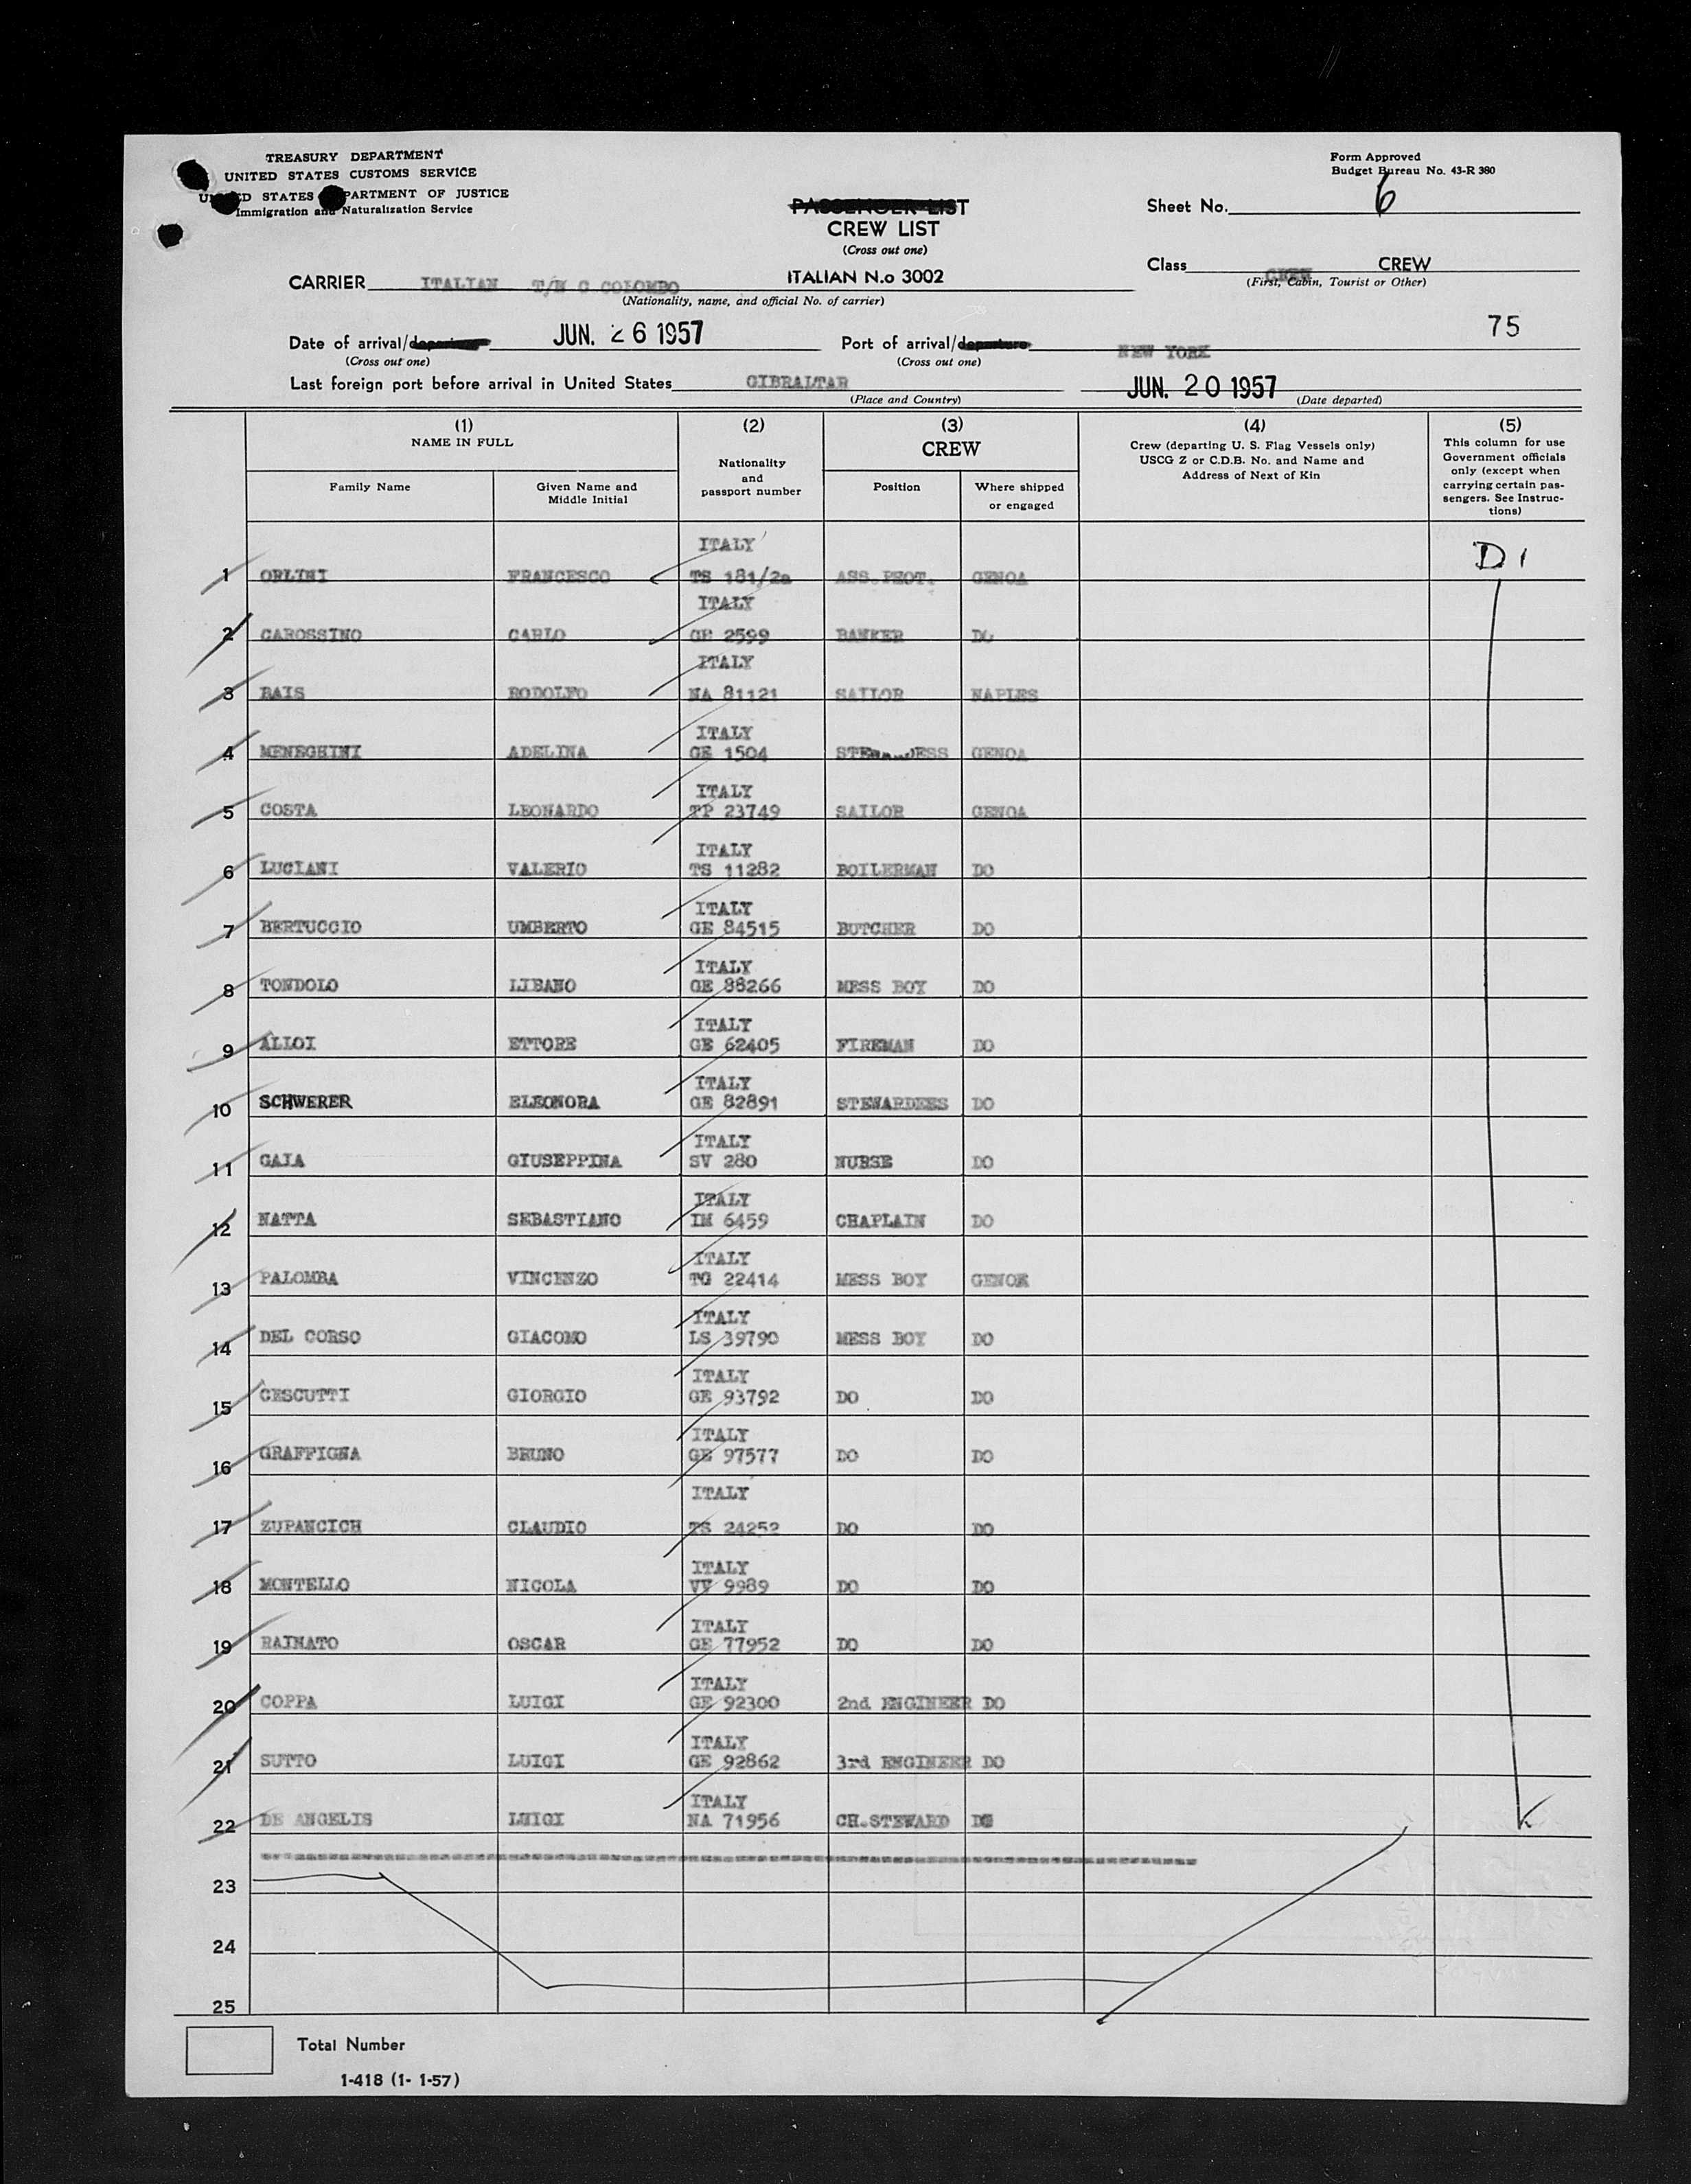 TREASURY DEPARTMENT
UNITED STATES CUSTOMS SERVICE
UNITED STATES DEPARTMENT OF JUSTICE
Immigration and Naturalization Service
Form Approved
Budget Bureau No. 43-R 380
Sheet No. 6
PASSENGER LIST
CREW LIST
(Cross out one)
Class CREW CREW
(First, Cabin, Tourist or Other)
CARRIER ITALIAN T/N C COLOMBO ITALIAN N.o 3002
(Nationality, name, and official No. of carrier)
75
Date of arrival/departure JUN. 26 1957 Port of arrival/departure NEW YORK
(Cross out one) (Cross out one)
Last foreign port before arrival in United States GIBRALTAR JUN. 20 1957
(Place and Country) (Date departed)
(1) (2) (3) (4) (5)
NAME IN FULL
Family Name
Given Name and
Middle Initial
Nationality
and
passport number
CREW
Position
Where shipped
or engaged
Crew (departing U. S. Flag Vessels only)
USCG Z or C.D.B. No. and Name and
Address of Next of Kin
This column for use
Government officials
only (except when
carrying certain pas-
sengers. See Instruc-
tions)
ITALY D 1
1 ORLINI FRANCESCO TS 181/2a ASS.PHOT. GENOA
ITALY
2 CAROSSINO CARLO GE 2599 BANKER DO
ITALY
3 BAIS RODOLFO NA 81121 SAILOR NAPLES
ITALY
4 MENEGHINI ADELINA GE 1504 STEWARDESS GENOA
ITALY
5 COSTA LEONARDO TP 23749 SAILOR GENOA
ITALY
6 LUCIANI VALERIO TS 11282 BOILERMAN DO
ITALY
7 BERTUCCIO UMBERTO GE 84515 BUTCHER DO
ITALY
8 TONDOLO LIBANO GE 88266 MESS BOY DO
ITALY
9 ALLOI ETTORE GE 62405 FIREMAN DO
ITALY
10 SCHWERER ELEONORA GE 82891 STEWARDESS DO
ITALY
11 GAIA GIUSEPPINA SV 280 NURSE DO
ITALY
12 NATTA SEBASTIANO IM 6459 CHAPLAIN DO
ITALY
13 PALOMBA VINCENZO TG 22414 MESS BOY GENOA
ITALY
14 DEL CORSO GIACOMO LS 39790 MESS BOY DO
ITALY
15 CESCUTTI GIORGIO GE 93792 DO DO
ITALY
16 GRAFFIGNA BRUNO GE 97577 DO DO
ITALY
17 ZUPANCICH CLAUDIO TS 24252 DO DO
ITALY
18 MONTELLO NICOLA VV 9989 DO DO
ITALY
19 RAINATO OSCAR GE 77952 DO DO
ITALY
20 COPPA LUIGI GE 92300 2nd ENGINEER DO
ITALY
21 SUTTO LUIGI GE 92862 3rd ENGINEER DO
ITALY
22 DE ANGELIS LUIGI NA 71956 CH.STEWARD DO
23
24
25
Total Number
1-418 (1- 1-57)